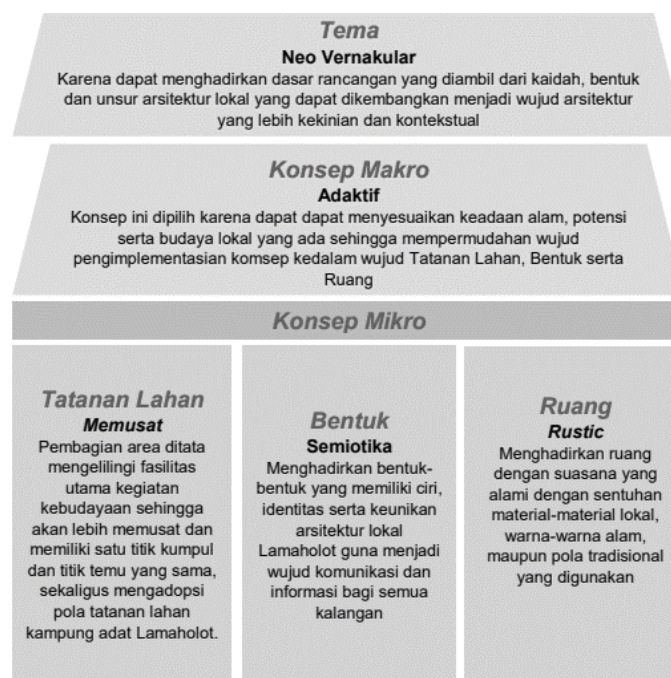 Tema
Neo Vernakular
Karena dapat menghadirkan dasar rancangan yang diambil dari kaidah, bentuk
dan unsur arsitektur lokal yang dapat dikembangkan menjadi wujud arsitektur
yang lebih kekinian dan kontekstual
Konsep Makro
Adaktif
Konsep ini dipilih karena dapat dapat menyesuaikan keadaan alam, potensi
serta budaya lokal yang ada sehingga mempermudahan wujud
pengimplementasian komsep kedalam wujud Tatanan Lahan, Bentuk serta
Ruang
Konsep Mikro
Tatanan Lahan
Memusat
Pembagian area ditata
mengelilingi fasilitas
utama kegiatan
kebudayaan sehingga
akan lebih memusat dan
memiliki satu titik kumpul
dan titik temu yang sama,
sekaligus mengadopsi
pola tatanan lahan
kampung adat Lamaholot.
Bentuk
Semiotika
Menghadirkan bentuk-
bentuk yang memiliki ciri,
identitas serta keunikan
arsitektur lokal
Lamaholot guna menjadi
wujud komunikasi dan
informasi bagi semua
kalangan
Ruang
Rustic
Menghadirkan ruang
dengan suasana yang
alami dengan sentuhan
material-material lokal,
warna-warna alam,
maupun pola tradisional
yang digunakan